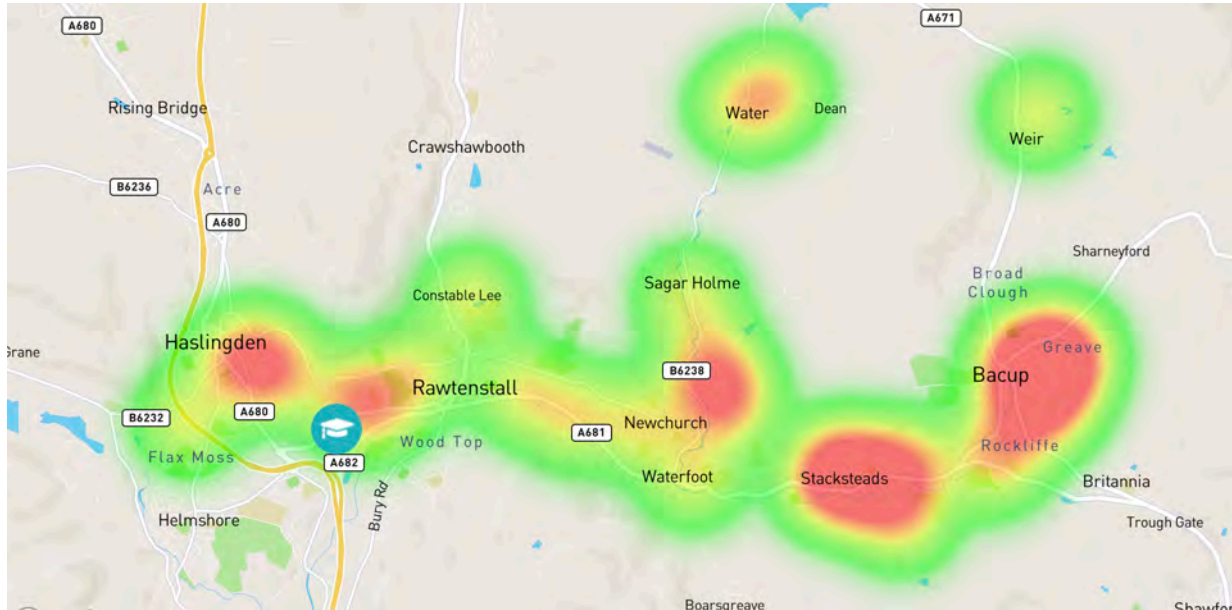 A680
A671
Rising Bridge
Water
Dean
Weir
Crawshawbooth
B6236
Acre
A680
Sharneyford
Broad
Clough
Sagar Holme
Constable Lee
Haslingden
Greave
Grane
B6238
Bacup
Rawtenstall
A680
B6232
Newchurch
A681
Wood Top
Rockliffe
Flax Moss
A682
Waterfoot
Stacksteads
Britannia
Bury Rd
Helmshore
Trough Gate
Boarsgreave